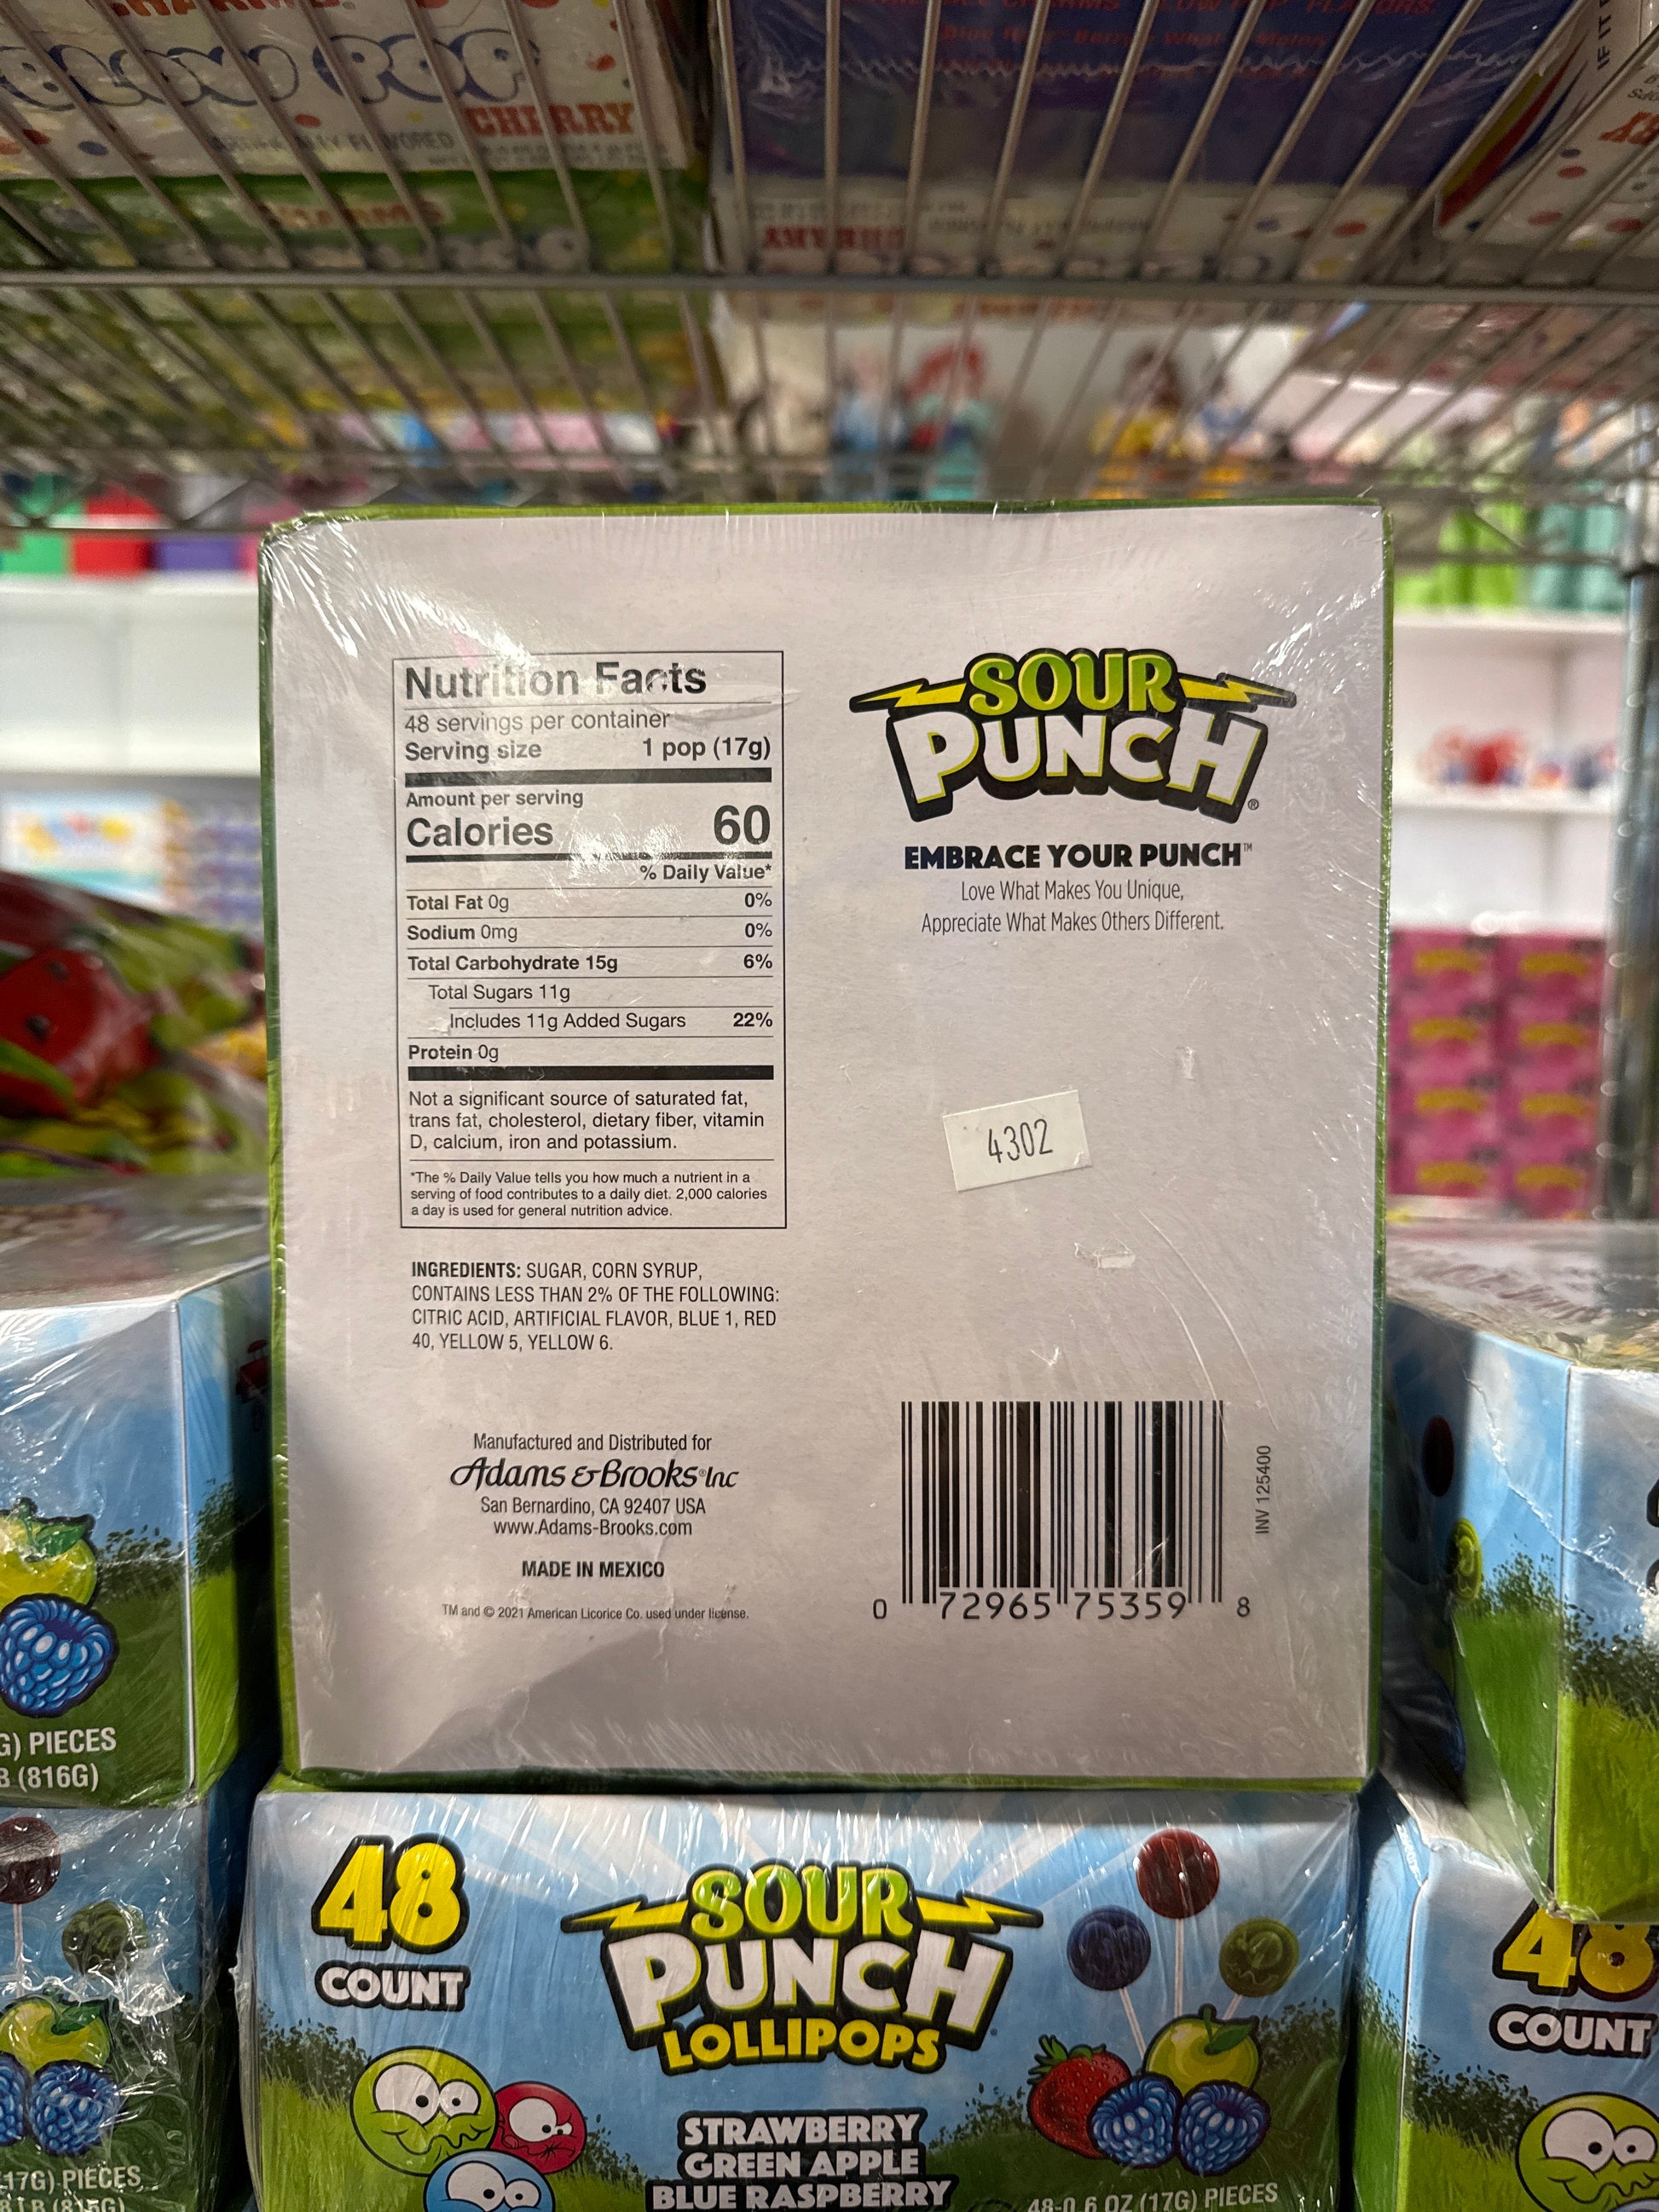 BLOW POP
CHERRY
Nutrition Facts
48 servings per container
Serving size 1 pop (17g)
Amount per serving
Calories 60
% Daily Value*
Total Fat 0g 0%
Sodium 0mg 0%
Total Carbohydrate 15g 6%
Total Sugars 11g
Includes 11g Added Sugars 22%
Protein 0g
Not a significant source of saturated fat,
trans fat, cholesterol, dietary fiber, vitamin
D, calcium, iron and potassium.
*The % Daily Value tells you how much a nutrient in a
serving of food contributes to a daily diet. 2,000 calories
a day is used for general nutrition advice.
INGREDIENTS: SUGAR, CORN SYRUP,
CONTAINS LESS THAN 2% OF THE FOLLOWING:
CITRIC ACID, ARTIFICIAL FLAVOR, BLUE 1, RED
40, YELLOW 5, YELLOW 6.
Manufactured and Distributed for
Adams & Brooks® Inc
San Bernardino, CA 92407 USA
www.Adams-Brooks.com
MADE IN MEXICO
TM and © 2021 American Licorice Co. used under license.
SOUR
PUNCH®
EMBRACE YOUR PUNCH™
Love What Makes You Unique,
Appreciate What Makes Others Different.
4302
INV 125400
0 72965 75359 8
G) PIECES
B (816G)
17G) PIECES
48
COUNT
SOUR
PUNCH
LOLLIPOPS
STRAWBERRY
GREEN APPLE
BLUE RASPBERRY
48-0.6 OZ (17G) PIECES
48
COUNT